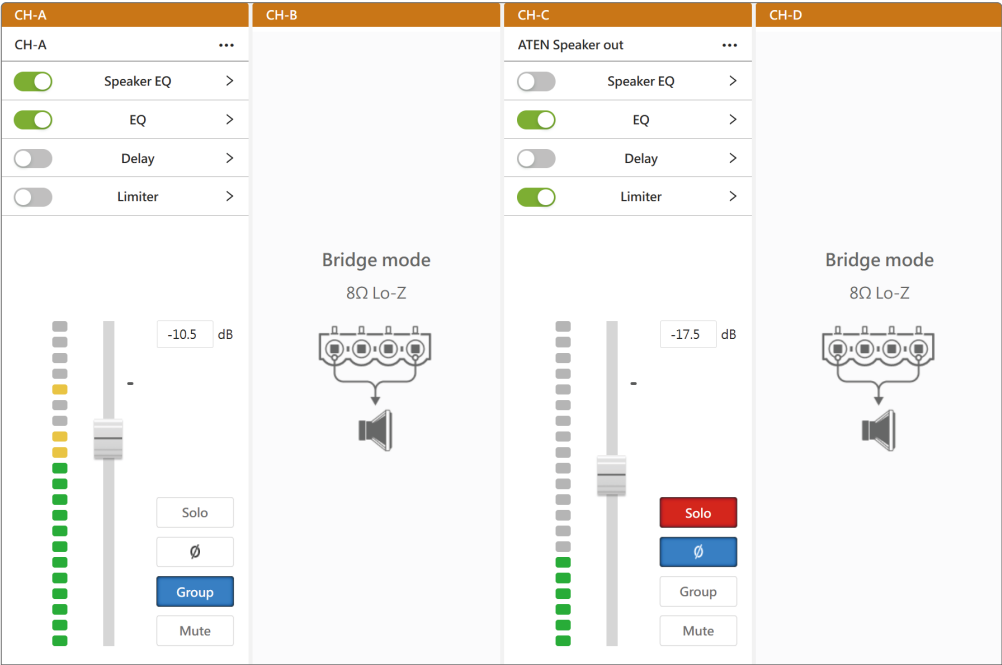 CH-A
CH-B
CH-C
CH-D
CH-A ...
ATEN Speaker out ...
Speaker EQ >
EQ >
Delay >
Limiter >
Speaker EQ >
EQ >
Delay >
Limiter >
-10.5 dB
-
Solo
Ø
Group
Mute
Bridge mode
8Ω Lo-Z
-17.5 dB
-
Solo
Ø
Group
Mute
Bridge mode
8Ω Lo-Z